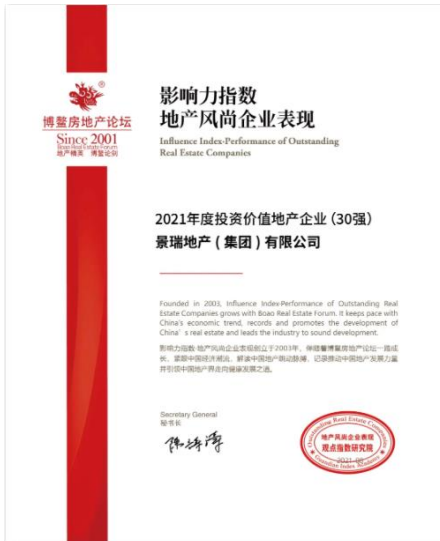 ®
博鳌房地产论坛
Since 2001
Boao Real Estate Forum
地产精英 博鳌论剑
影响力指数
地产风尚企业表现
Influence Index·Performance of Outstanding
Real Estate Companies
2021年度投资价值地产企业(30强)
景瑞地产(集团)有限公司
Founded in 2003, Influence Index·Performance of Outstanding Real
Estate Companies grows with Boao Real Estate Forum. It keeps pace with
China's economic trend, records and promotes the development of
China's real estate and leads the industry to sound development.
影响力指数·地产风尚企业表现创立于2003年,伴随着博鳌房地产论坛一路成
长,紧跟中国经济潮流,解读中国地产跳动脉搏,记录推动中国地产发展力量
并引领中国地产界走向健康发展之道。
Secretary General
秘书长
Outstanding Real Estate Companies
地产风尚企业表现
观点指数研究院
Guandian Index Academy